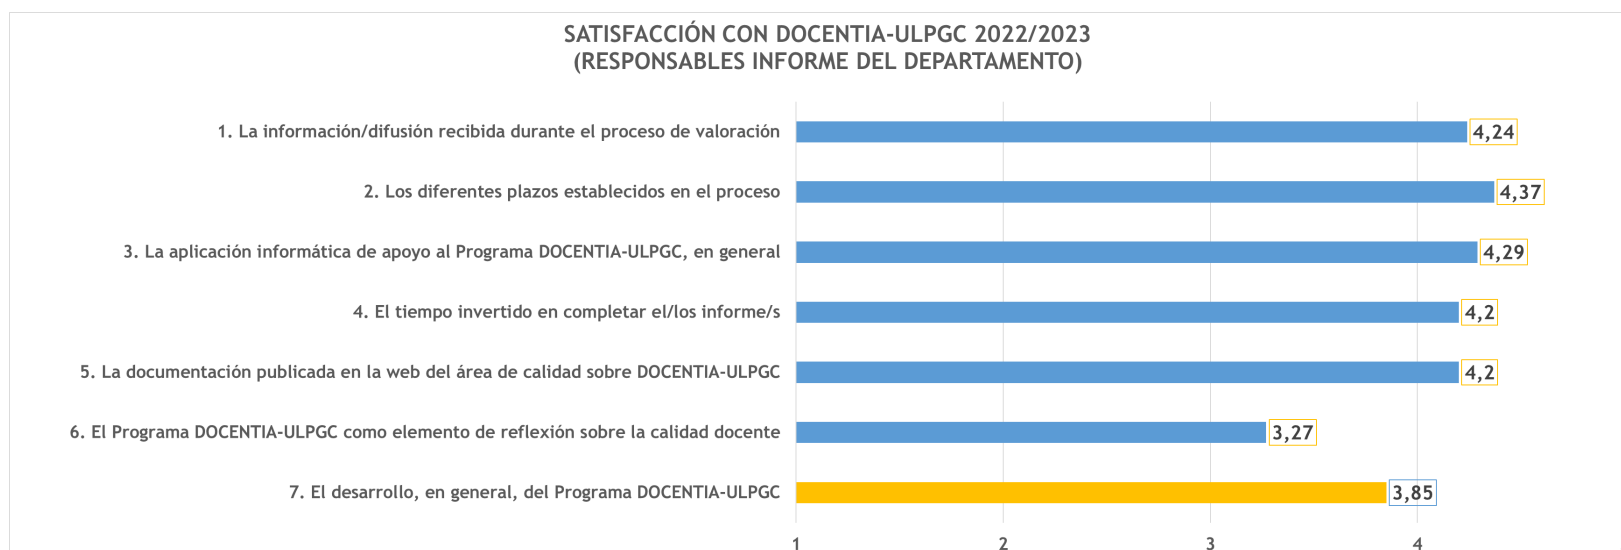 SATISFACCIÓN CON DOCENTIA-ULPGC 2022/2023
(RESPONSABLES INFORME DEL DEPARTAMENTO)
1. La información/difusión recibida durante el proceso de valoración 4,24
2. Los diferentes plazos establecidos en el proceso 4,37
3. La aplicación informática de apoyo al Programa DOCENTIA-ULPGC, en general 4,29
4. El tiempo invertido en completar el/los informe/s 4,2
5. La documentación publicada en la web del área de calidad sobre DOCENTIA-ULPGC 4,2
6. El Programa DOCENTIA-ULPGC como elemento de reflexión sobre la calidad docente 3,27
7. El desarrollo, en general, del Programa DOCENTIA-ULPGC 3,85
1 2 3 4